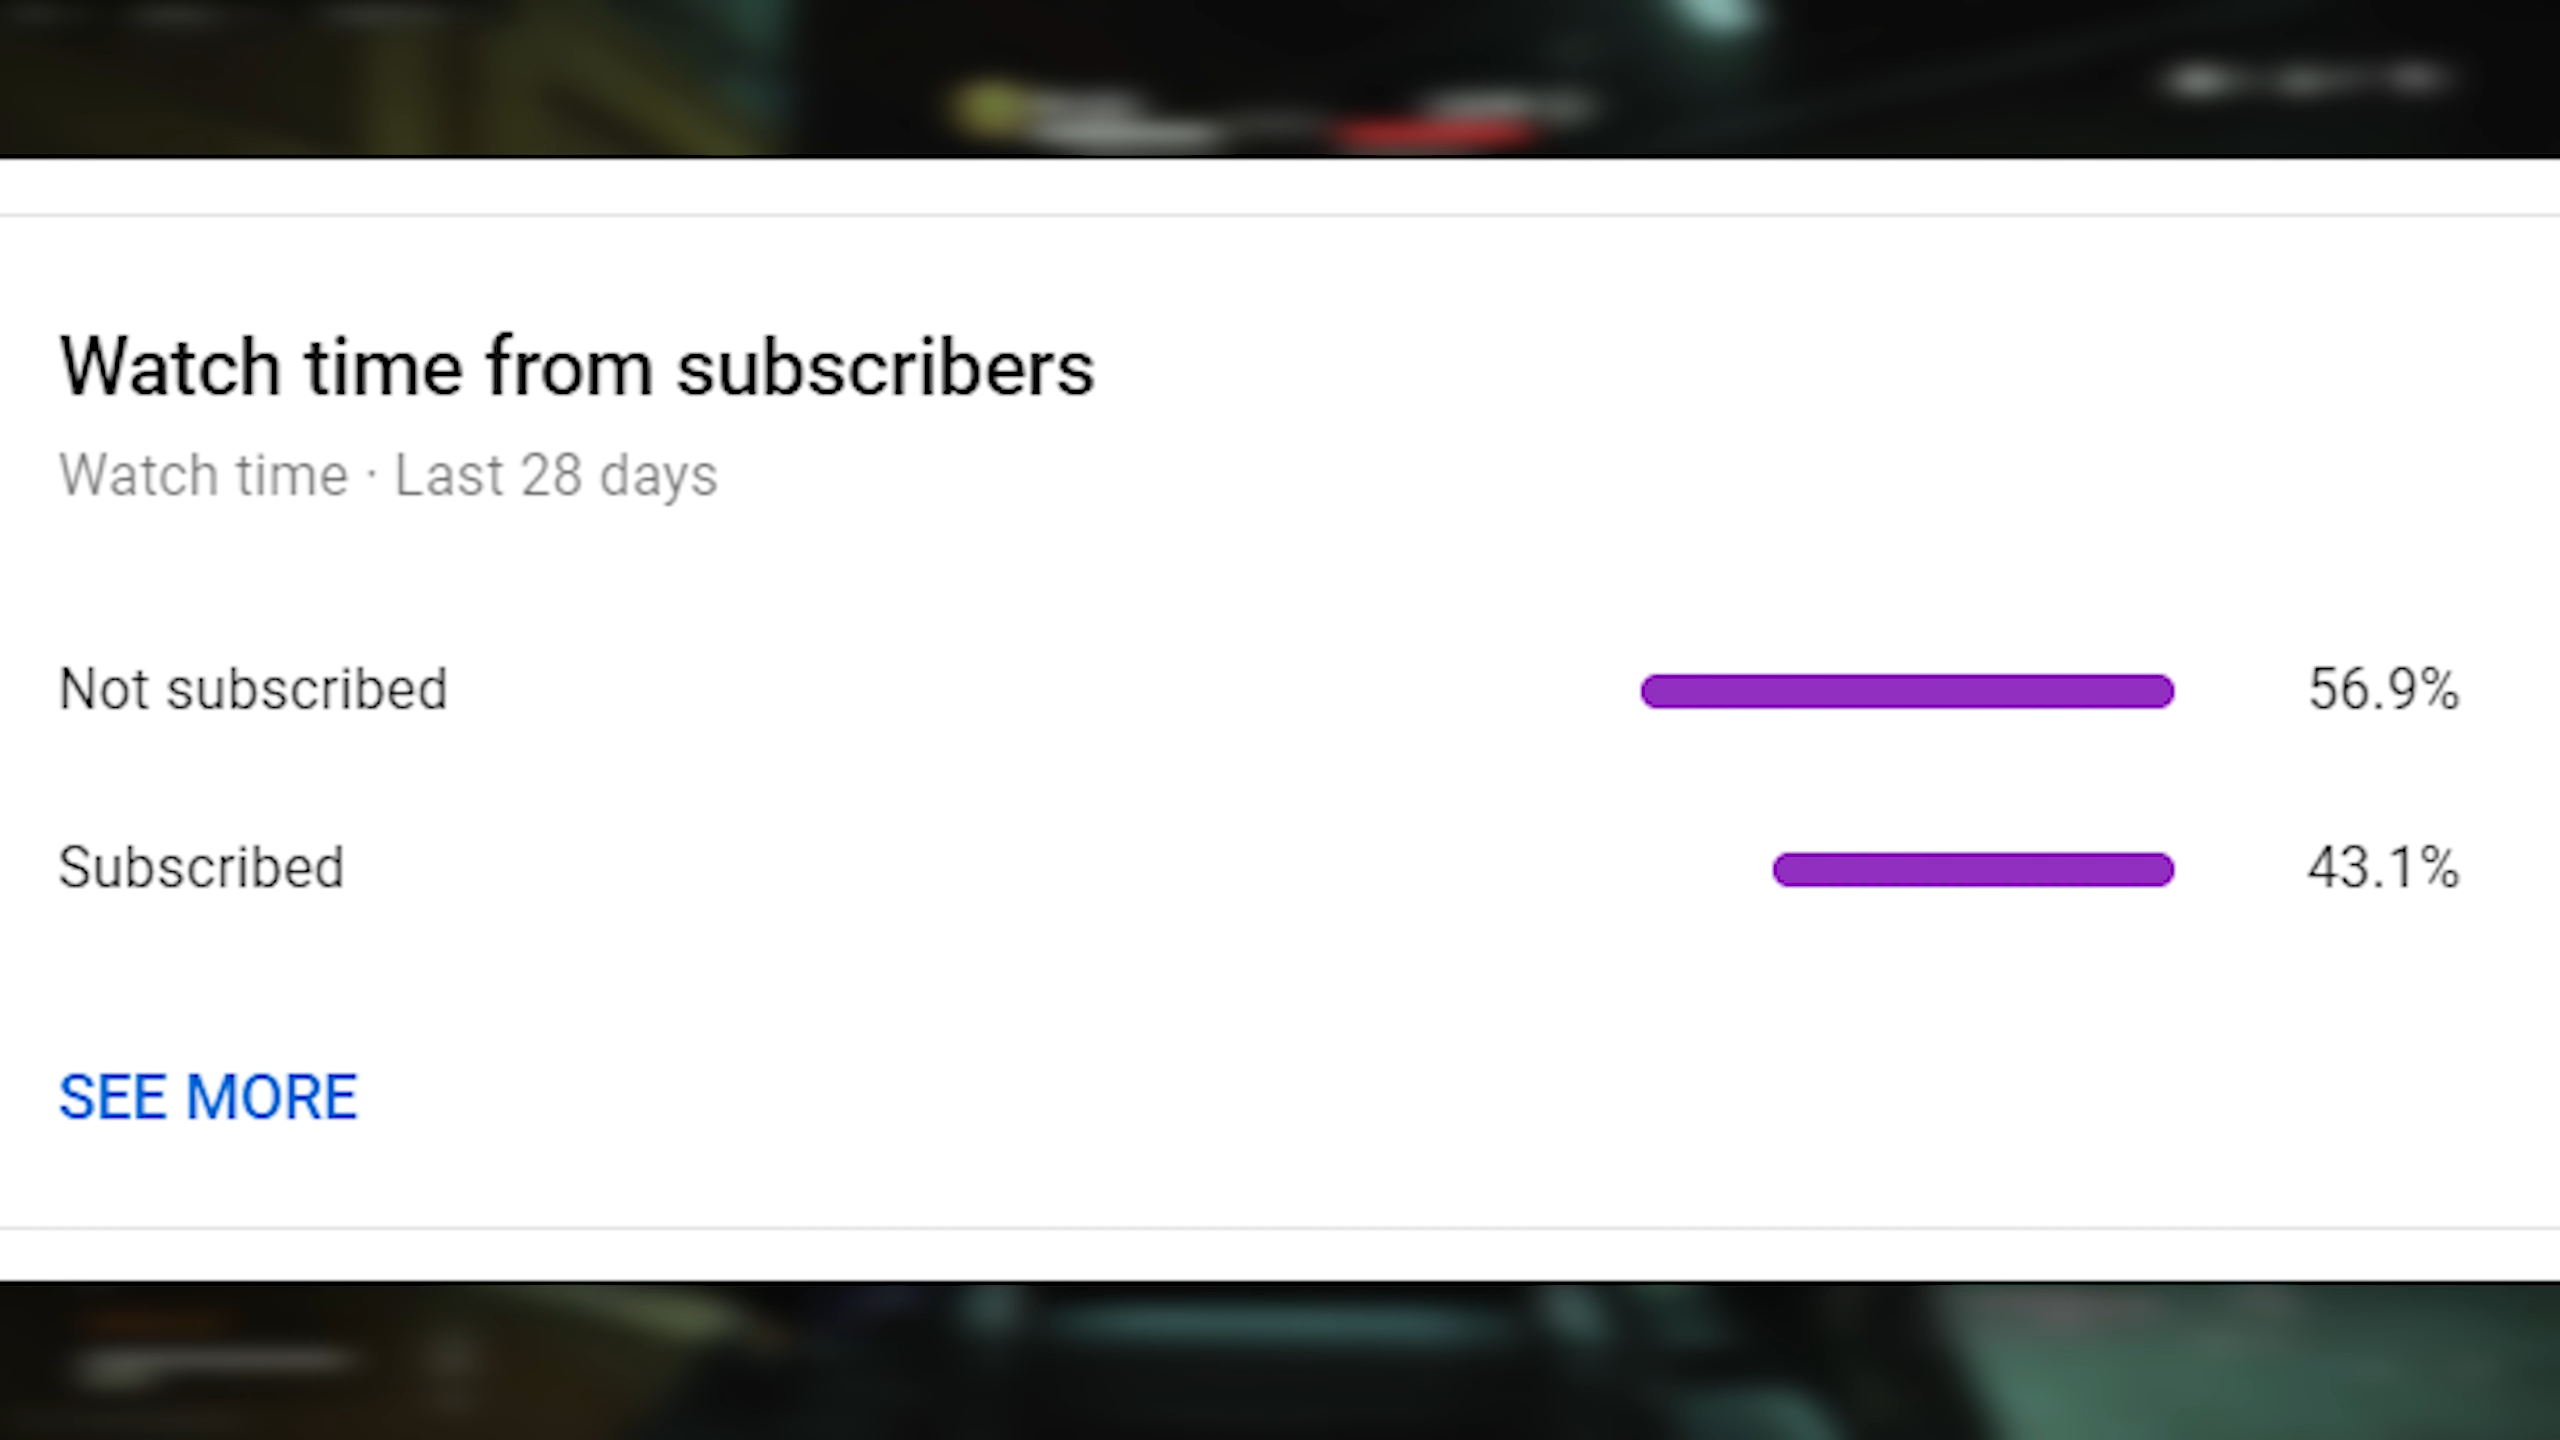 Watch time from subscribers
Watch time · Last 28 days
Not subscribed 56.9%
Subscribed 43.1%
SEE MORE